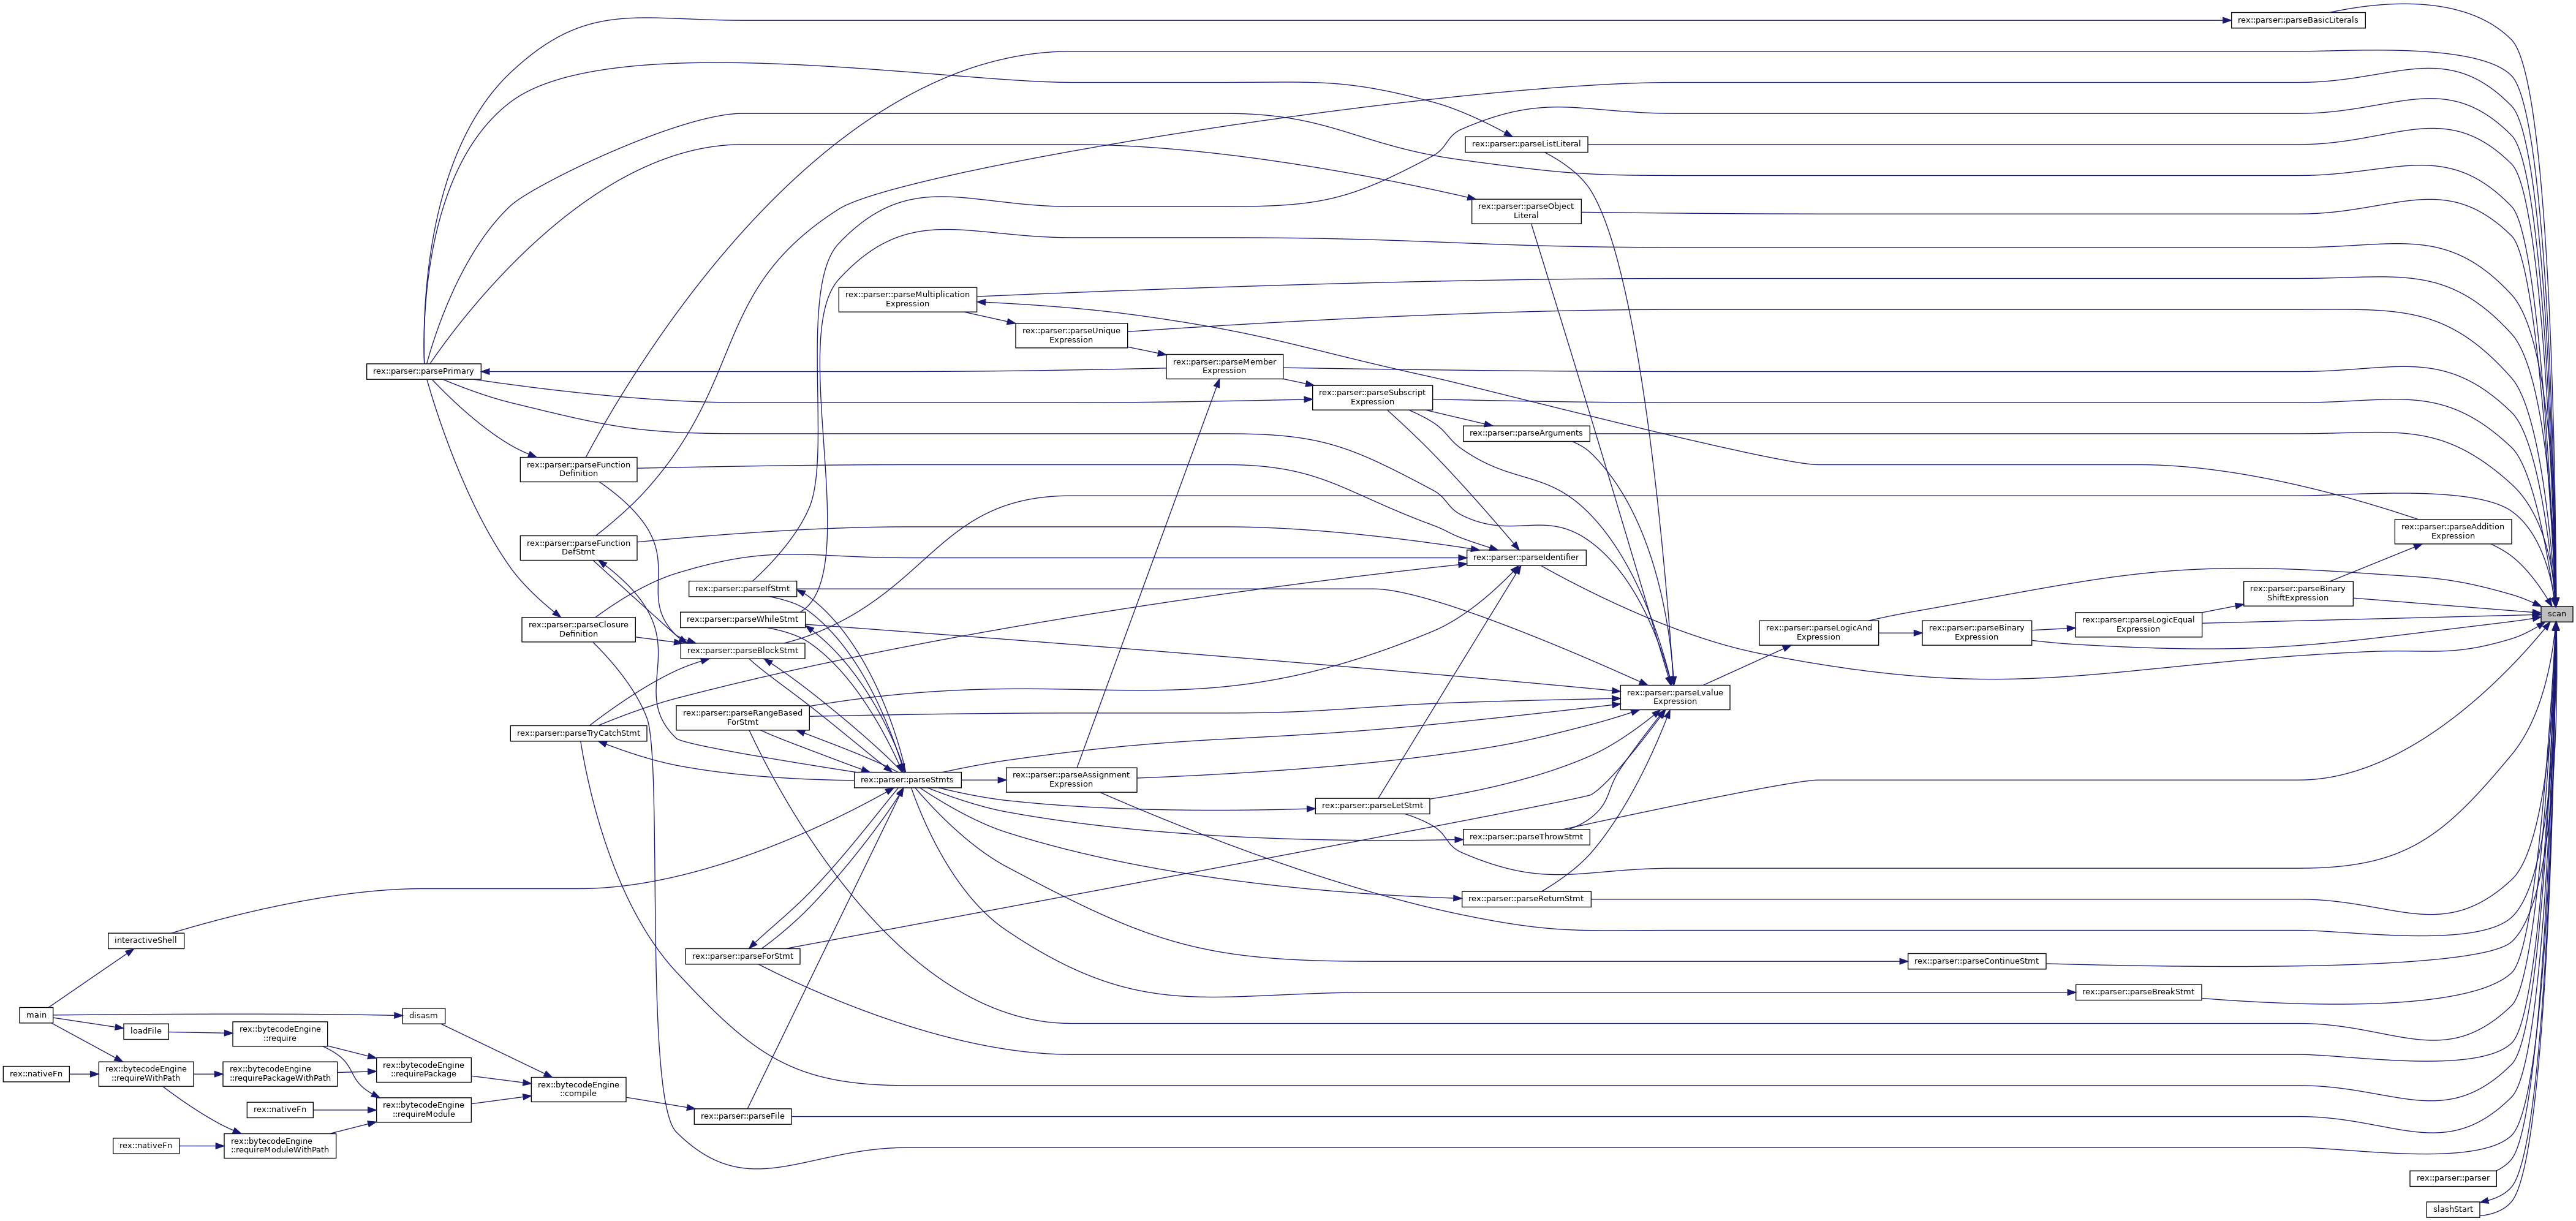 rex::parser::parseBasicLiterals
rex::parser::parseListLiteral
rex::parser::parseObject
Literal
rex::parser::parseMultiplication
Expression
rex::parser::parseUnique
Expression
rex::parser::parseMember
Expression
rex::parser::parsePrimary
rex::parser::parseSubscript
Expression
rex::parser::parseArguments
rex::parser::parseFunction
Definition
rex::parser::parseAddition
Expression
rex::parser::parseFunction
DefStmt
rex::parser::parseIdentifier
rex::parser::parseIfStmt
rex::parser::parseBinary
ShiftExpression
scan
rex::parser::parseWhileStmt
rex::parser::parseClosure
Definition
rex::parser::parseLogicAnd
Expression
rex::parser::parseBinary
Expression
rex::parser::parseLogicEqual
Expression
rex::parser::parseBlockStmt
rex::parser::parseLvalue
Expression
rex::parser::parseRangeBased
ForStmt
rex::parser::parseTryCatchStmt
rex::parser::parseStmts
rex::parser::parseAssignment
Expression
rex::parser::parseLetStmt
rex::parser::parseThrowStmt
rex::parser::parseReturnStmt
interactiveShell
rex::parser::parseForStmt
rex::parser::parseContinueStmt
rex::parser::parseBreakStmt
main
disasm
loadFile
rex::bytecodeEngine
::require
rex::nativeFn
rex::bytecodeEngine
::requireWithPath
rex::bytecodeEngine
::requirePackageWithPath
rex::bytecodeEngine
::requirePackage
rex::bytecodeEngine
::compile
rex::nativeFn
rex::bytecodeEngine
::requireModule
rex::parser::parseFile
rex::nativeFn
rex::bytecodeEngine
::requireModuleWithPath
rex::parser::parser
slashStart